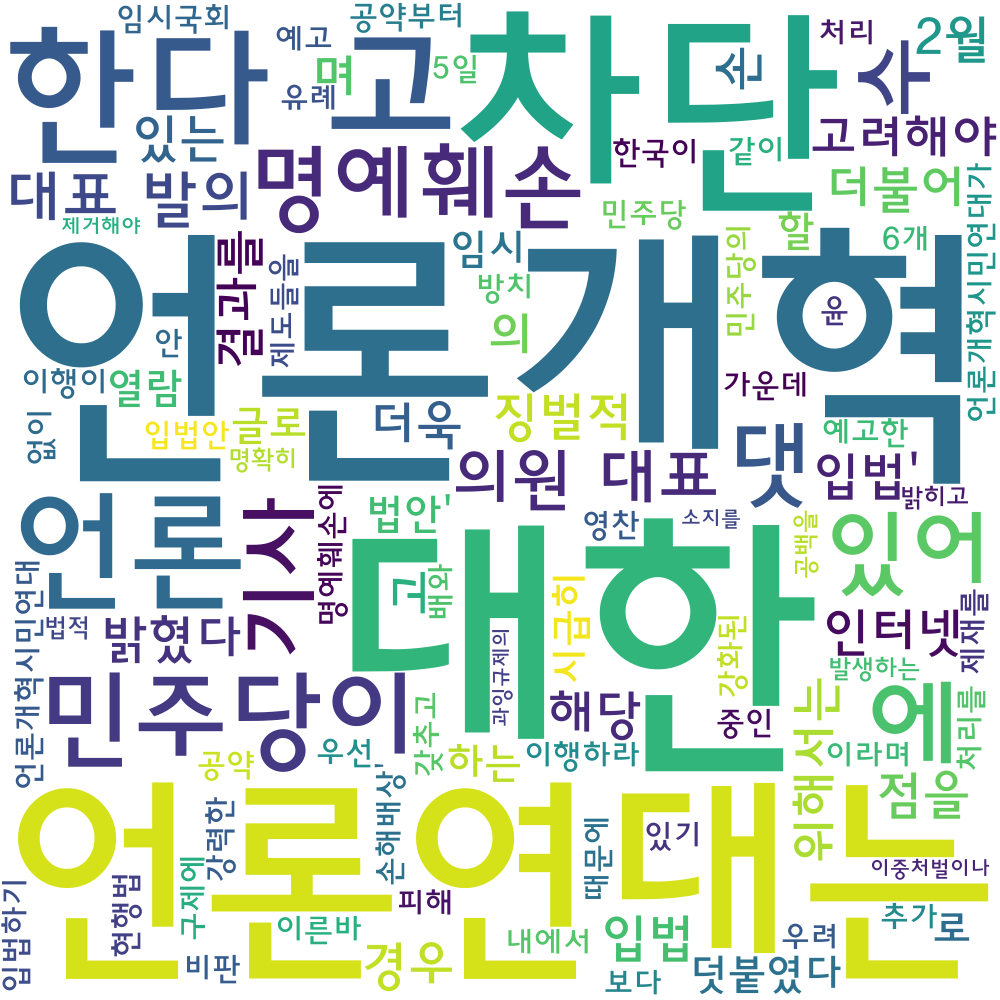 임시국회
공약부터
예고
처리
2월
한다
고
차단
손
수
며
5일
유례
있는
명예훼손
한국이
같이
고려해야
대표 발의
더불어
제거해야
민주당
할
6개
언론개혁시민연대가
결과를
제도들을
임시
방치
의
민주당의
언론개혁
윤
안
이행이
열람
더욱
징벌적
가운데
없이
입법안
글로
명확히
의원 대표
댓
입법'
예고한
밝히고
언론
기사
명예훼손에
법안'
영찬
소지를
공백을
있어
대한
고
배와
언론개혁시민연대
법적
밝혔다
과잉규제의
시급히
강화된
인터넷
제재를
발생하는
민주당이
갖추고
해당
중인
위해서는
에
처리를
공약
우선'
하는
이행하라
이라며
점을
언론연대는
강력한
손해배상
때문에
있기
이중처벌이나
입법하기
현행법
구제에
피해
이른바
추가
로
비판
경우
내에서
입법
보다
우려
덧붙였다